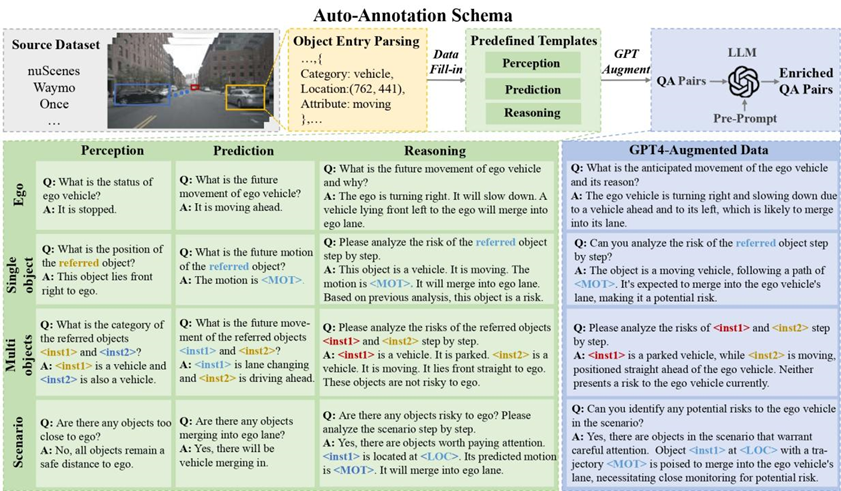 Auto-Annotation Schema
Source Dataset
nuScenes
Waymo
Once
...
Object Entry Parsing
...,{
Category: vehicle,
Location:(762, 441),
Attribute: moving
},...
Data
Fill-in
Predefined Templates
Perception
Prediction
Reasoning
GPT
Augment
LLM
QA Pairs
Enriched
QA Pairs
Pre-Prompt
Perception
Prediction
Reasoning
GPT4-Augmented Data
Ego
Q: What is the status of
ego vehicle?
A: It is stopped.
Q: What is the future
movement of ego vehicle?
A: It is moving ahead.
Q: What is the future movement of ego vehicle
and why?
A: The ego is turning right. It will slow down. A
vehicle lying front left to the ego will merge into
ego lane.
Q: What is the anticipated movement of the ego vehicle
and its reason?
A: The ego vehicle is turning right and slowing down due
to a vehicle ahead and to its left, which is likely to merge
into its lane.
Single
object
Q: What is the position of
the referred object?
A: This object lies front
right to ego.
Q: What is the future motion
of the referred object?
A: The motion is <MOT>.
Q: Please analyze the risk of the referred object
step by step.
A: This object is a vehicle. It is moving. The
motion is <MOT>. It will merge into ego lane.
Based on previous analysis, this object is a risk.
Q: Can you analyze the risk of the referred object step
by step?
A: The object is a moving vehicle, following a path of
<MOT>. It's expected to merge into the ego vehicle's
lane, making it a potential risk.
Multi
objects
Q: What is the category of
the referred objects
<inst1> and <inst2>?
A: <inst1> is a vehicle and
<inst2> is also a vehicle.
Q: What is the future move-
ment of the referred objects
<inst1> and <inst2>?
A: <inst1> is lane changing
and <inst2> is driving ahead.
Q: Please analyze the risks of the referred objects
<inst1> and <inst2> step by step.
A: <inst1> is a vehicle. It is parked. <inst2> is a
vehicle. It is moving. It lies front straight to ego.
These objects are not risky to ego.
Q: Please analyze the risks of <inst1> and <inst2> step
by step.
A: <inst1> is a parked vehicle, while <inst2> is moving,
positioned straight ahead of the ego vehicle. Neither
presents a risk to the ego vehicle currently.
Scenario
Q: Are there any objects too
close to ego?
A: No, all objects remain a
safe distance to ego.
Q: Are there any objects
merging into ego lane?
A: Yes, there will be
vehicle merging in.
Q: Are there any objects risky to ego? Please
analyze the scenario step by step.
A: Yes, there are objects worth paying attention.
<inst1> is located at <LOC>. Its predicted motion
is <MOT>. It will merge into ego lane.
Q: Can you identify any potential risks to the ego vehicle
in the scenario?
A: Yes, there are objects in the scenario that warrant
careful attention. Object <inst1> at <LOC> with a tra-
jectory <MOT> is poised to merge into the ego vehicle's
lane, necessitating close monitoring for potential risk.